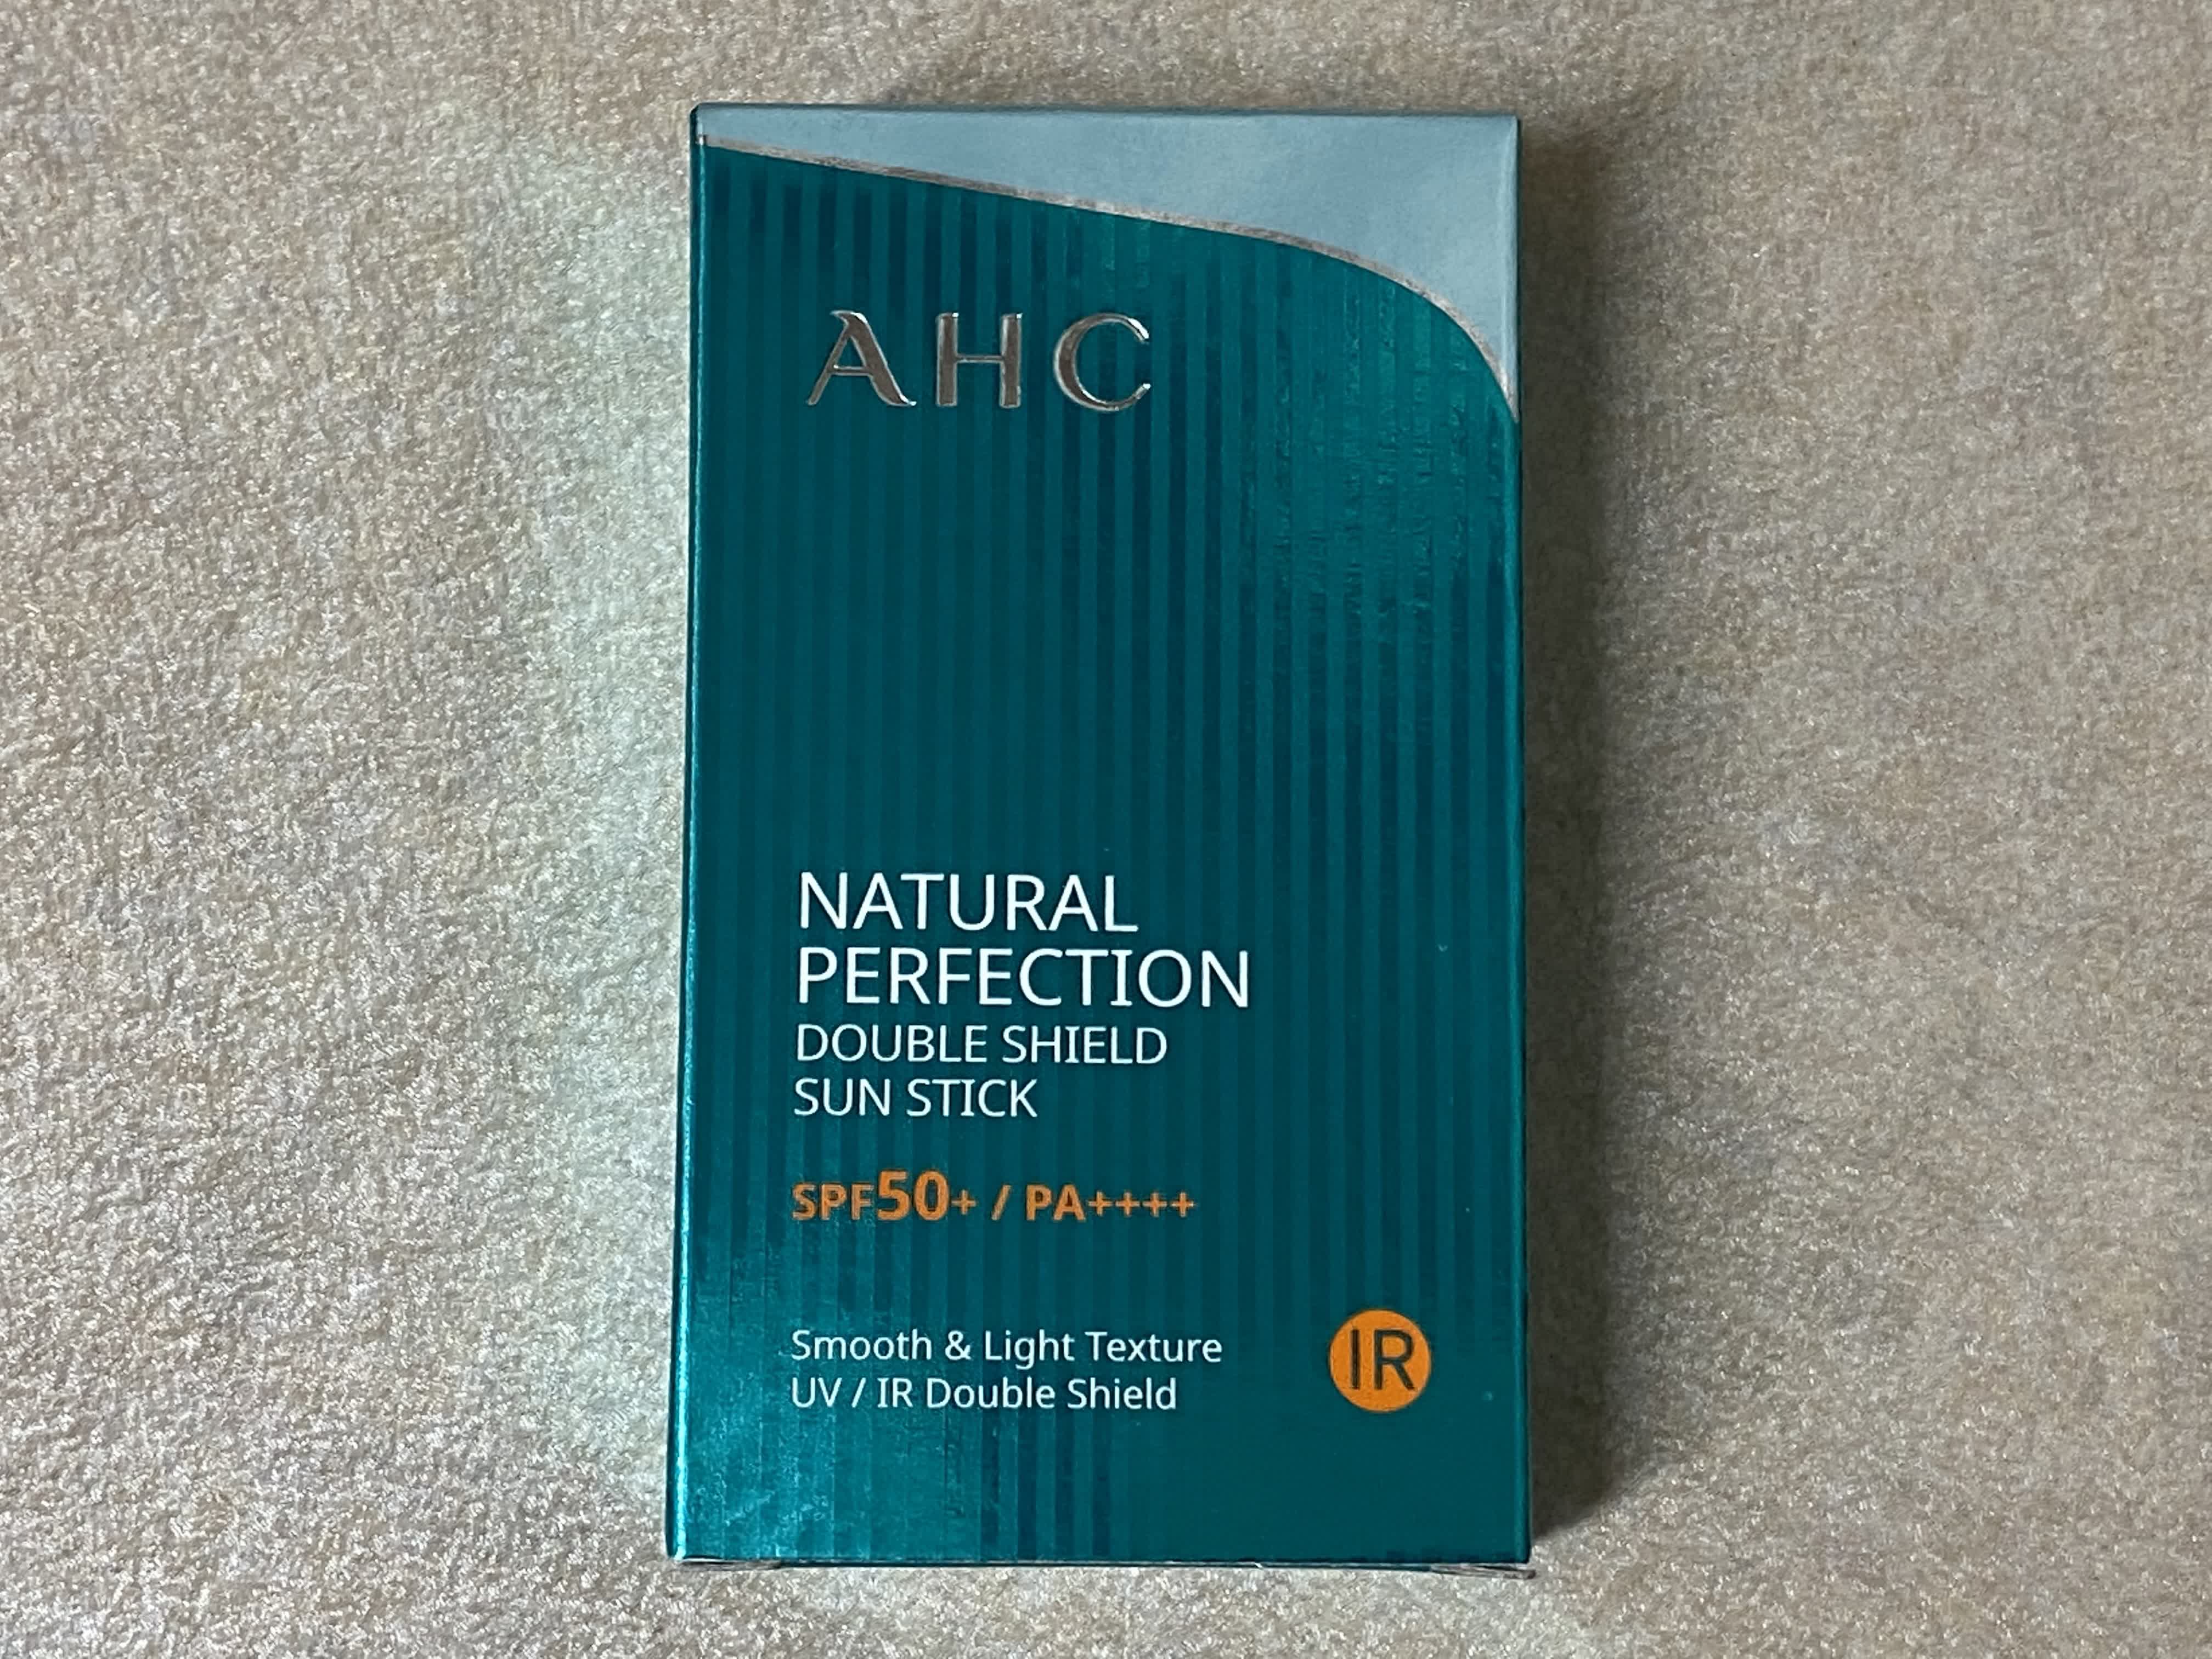 AHC
NATURAL
PERFECTION
DOUBLE SHIELD
SUN STICK
SPF50+ / PA++++
Smooth & Light Texture
UV / IR Double Shield
IR